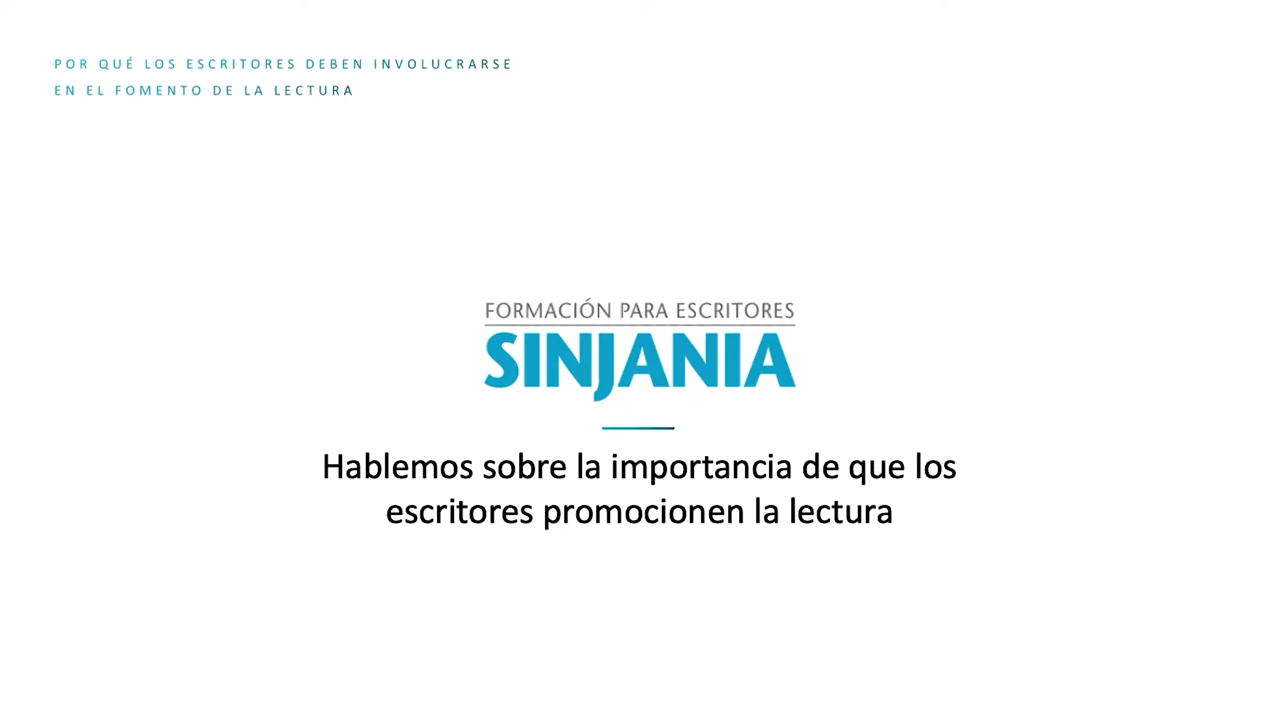 POR QUÉ LOS ESCRITORES DEBEN INVOLUCRARSE
EN EL FOMENTO DE LA LECTURA
FORMACIÓN PARA ESCRITORES
SINJANIA
Hablemos sobre la importancia de que los
escritores promocionen la lectura